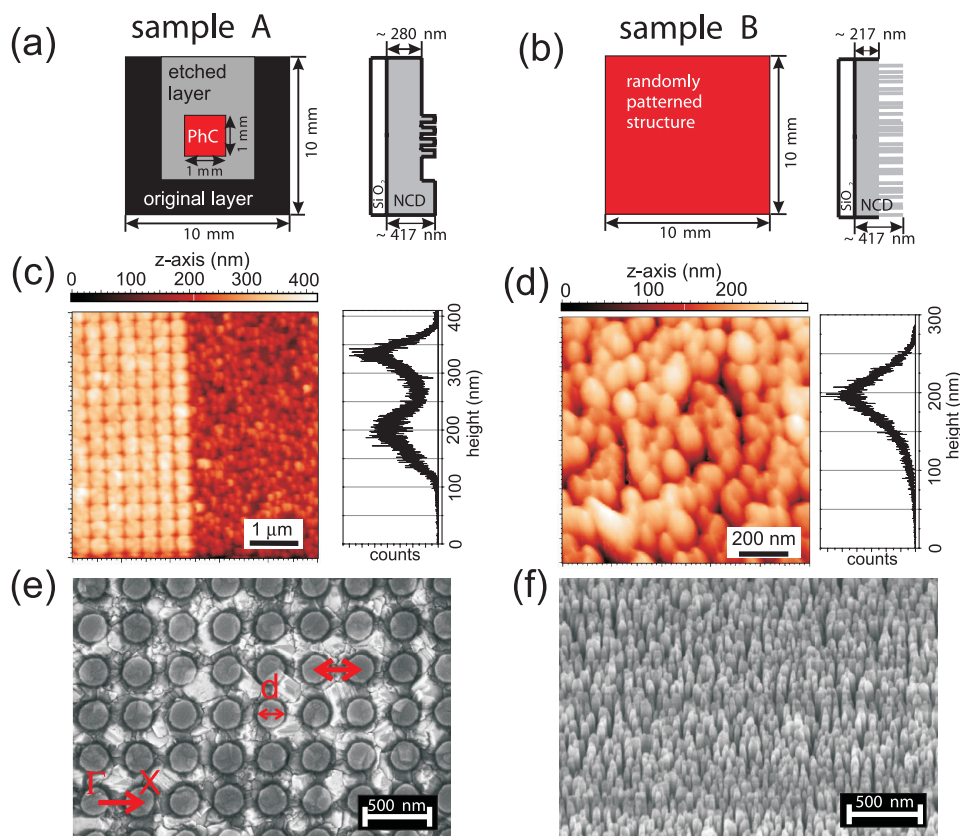 (a)
sample A
~ 280 nm
etched
layer
PhC
1 mm
1 mm
10 mm
original layer
10 mm
SiO2
NCD
~ 417 nm
(b)
sample B
~ 217 nm
randomly
patterned
structure
10 mm
10 mm
SiO2
NCD
~ 417 nm
(c)
z-axis (nm)
0 100 200 300 400
1 μm
400
300
200
100
0
height (nm)
counts
(d)
z-axis (nm)
0 100 200
200 nm
300
200
100
0
height (nm)
counts
(e)
d
Γ X
500 nm
(f)
500 nm